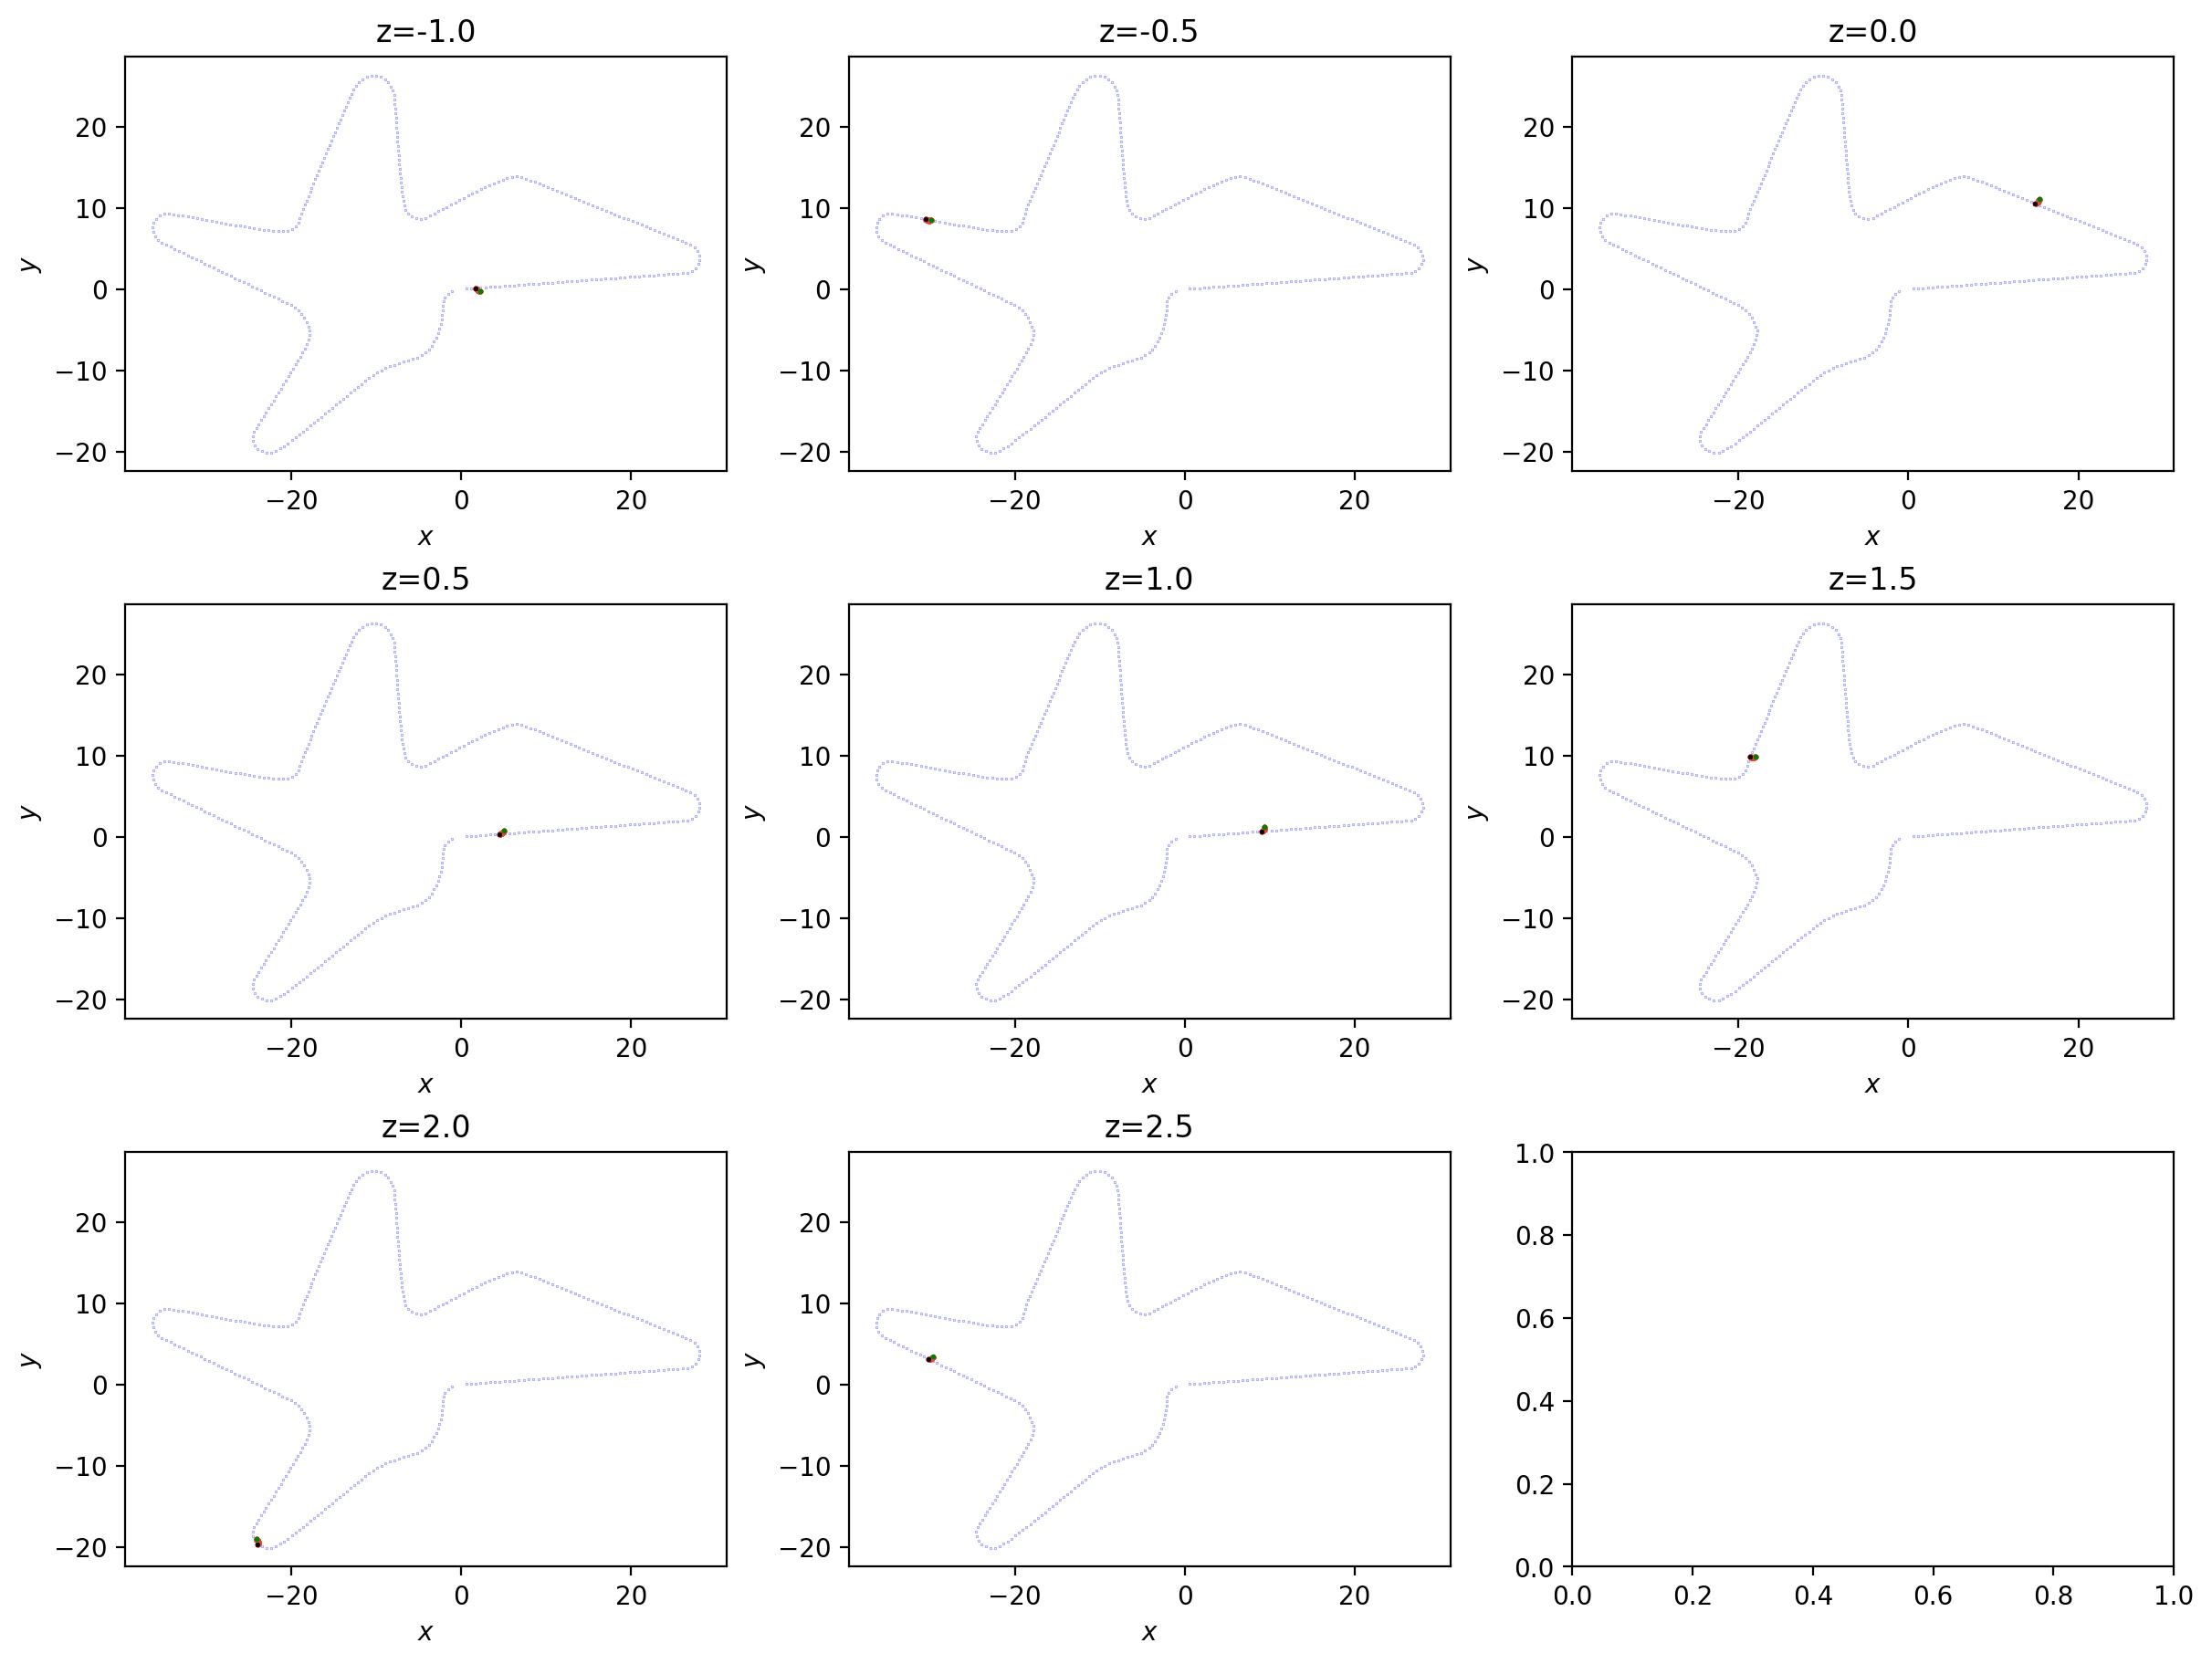 z=-1.0 z=-0.5 z=0.0
20 20 20
10 10 10
y 0 y 0 y 0
−10 −10 −10
−20 −20 −20
−20 0 20 −20 0 20 −20 0 20
x x x
z=0.5 z=1.0 z=1.5
20 20 20
10 10 10
y 0 y 0 y 0
−10 −10 −10
−20 −20 −20
−20 0 20 −20 0 20 −20 0 20
x x x
z=2.0 z=2.5
1.0
20 20 0.8
10 10 0.6
y 0 y 0 0.4
−10 −10 0.2
−20 −20 0.0
−20 0 20 −20 0 20 0.0 0.2 0.4 0.6 0.8 1.0
x x